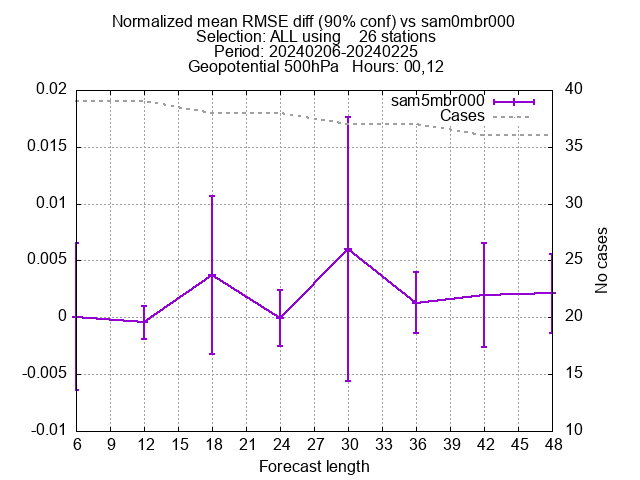 Normalized mean RMSE diff (90% conf) vs sam0mbr000
Selection: ALL using    26 stations
Period: 20240206-20240225
Geopotential 500hPa   Hours: 00,12
sam5mbr000
Cases
0.02
0.015
0.01
0.005
0
-0.005
-0.01
40
35
30
25
20
15
10
No cases
6 9 12 15 18 21 24 27 30 33 36 39 42 45 48
Forecast length